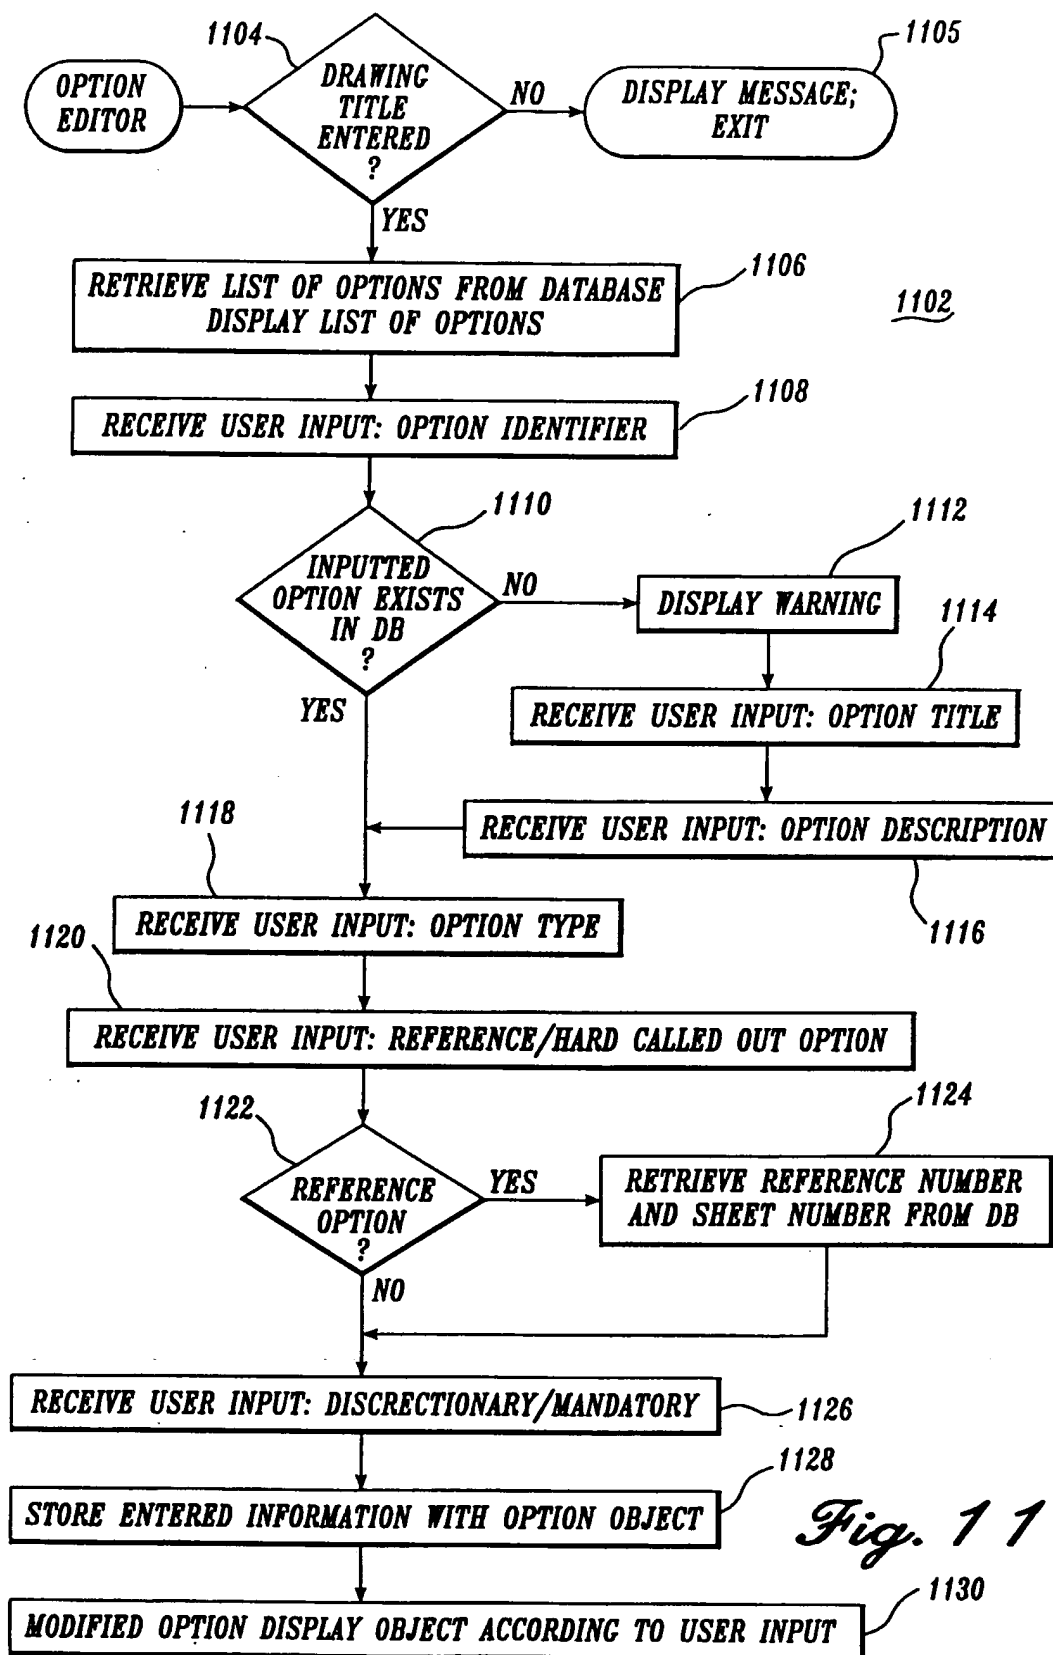 1104
1105
OPTION
EDITOR
DRAWING
TITLE
ENTERED
?
NO
DISPLAY MESSAGE;
EXIT
YES
1106
RETRIEVE LIST OF OPTIONS FROM DATABASE
DISPLAY LIST OF OPTIONS
1102
1108
RECEIVE USER INPUT: OPTION IDENTIFIER
1110
INPUTTED
OPTION EXISTS
IN DB
?
NO
1112
DISPLAY WARNING
1114
YES
RECEIVE USER INPUT: OPTION TITLE
RECEIVE USER INPUT: OPTION DESCRIPTION
1116
1118
RECEIVE USER INPUT: OPTION TYPE
1120
RECEIVE USER INPUT: REFERENCE/HARD CALLED OUT OPTION
1122
REFERENCE
OPTION
?
YES
1124
RETRIEVE REFERENCE NUMBER
AND SHEET NUMBER FROM DB
NO
RECEIVE USER INPUT: DISCRECTIONARY/MANDATORY
1126
1128
STORE ENTERED INFORMATION WITH OPTION OBJECT
Fig. 11
1130
MODIFIED OPTION DISPLAY OBJECT ACCORDING TO USER INPUT